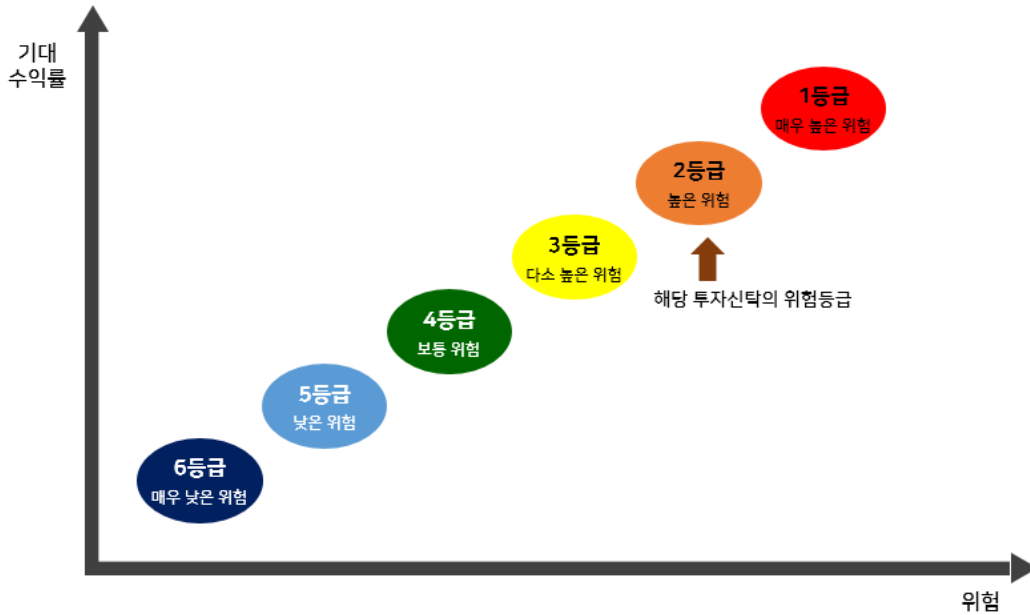 기대
수익률
1등급
매우 높은 위험
2등급
높은 위험
3등급
다소 높은 위험
해당 투자신탁의 위험등급
4등급
보통 위험
5등급
낮은 위험
6등급
매우 낮은 위험
위험